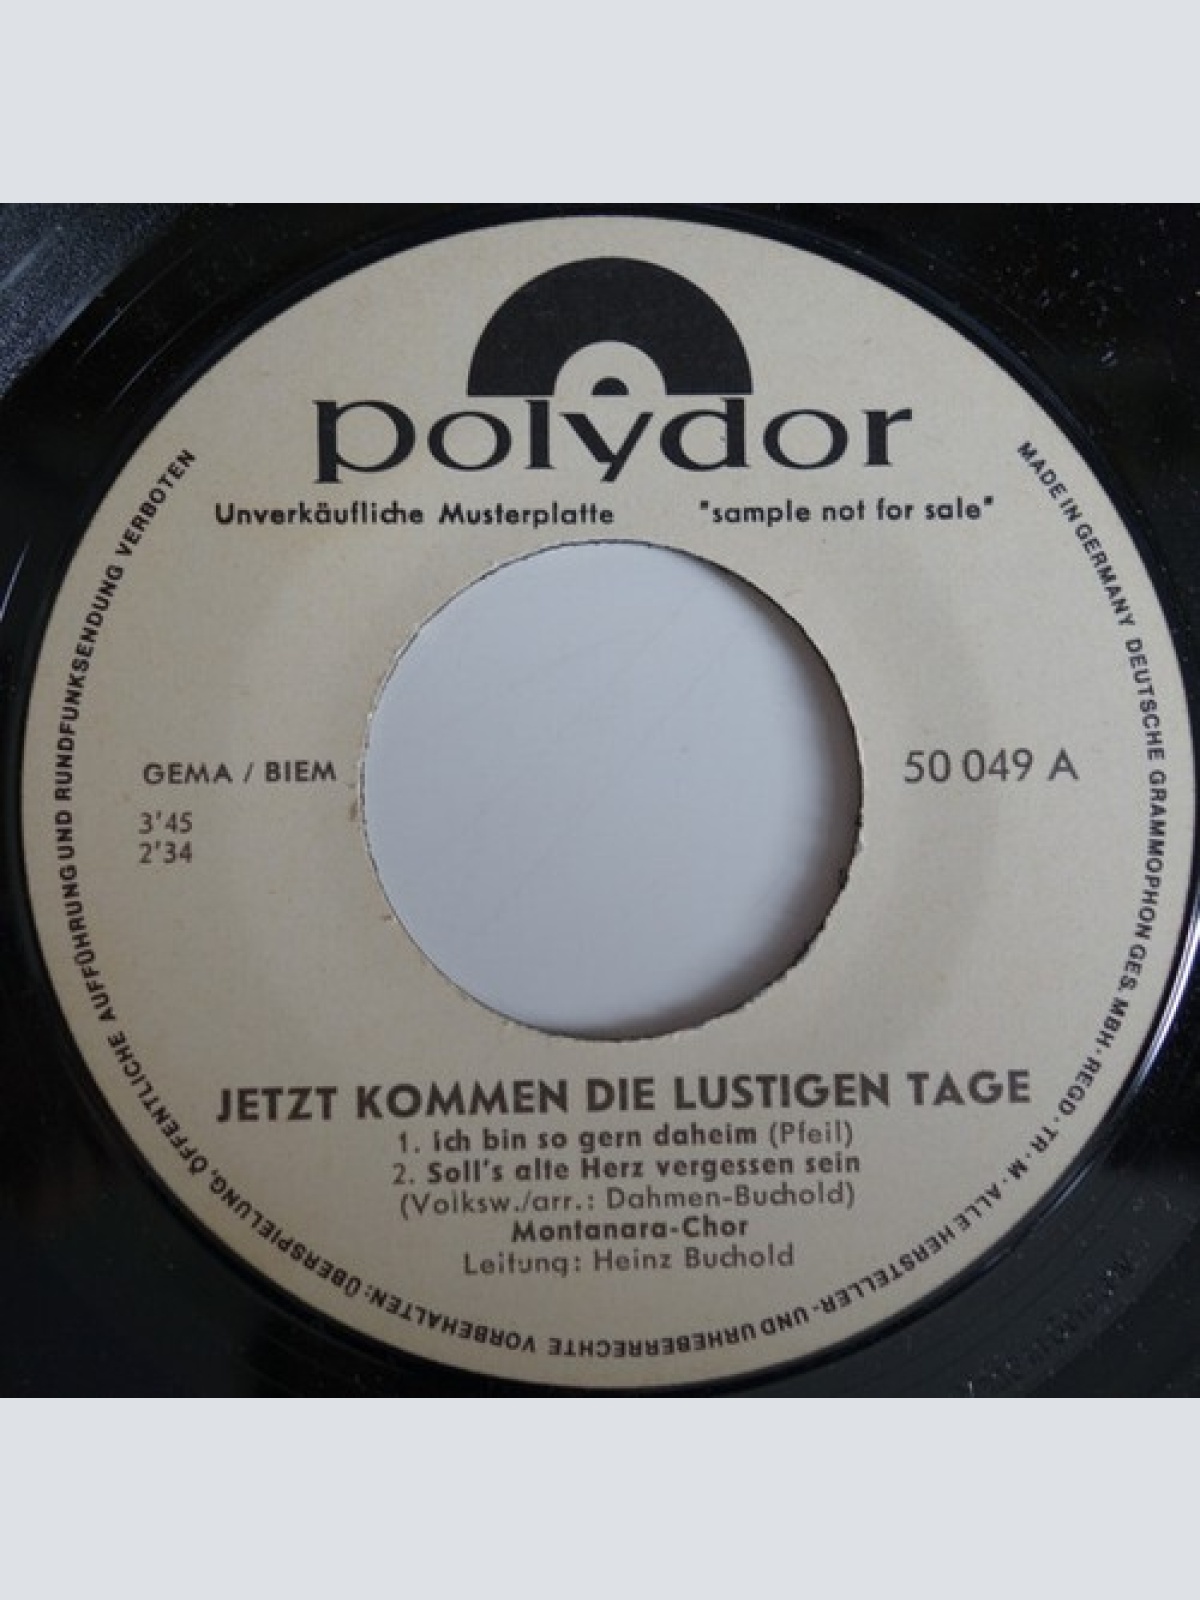 polydor
Unverkäufliche Musterplatte "sample not for sale"
GEMA / BIEM
50 049 A
3'45
2'34
JETZT KOMMEN DIE LUSTIGEN TAGE
1. Ich bin so gern daheim (Pfeil)
2. Soll's alte Herz vergessen sein
(Volksw./arr.: Dahmen-Buchold)
Montanara-Chor
Leitung: Heinz Buchold
MADE IN GERMANY DEUTSCHE GRAMMOPHON GES. MBH · REGD. TR. M · ALLE HERSTELLER- UND URHEBERRECHTE VORBEHALTEN: ÜBERSPIELUNG, ÖFFENTLICHE AUFFÜHRUNG UND RUNDFUNKSENDUNG VERBOTEN